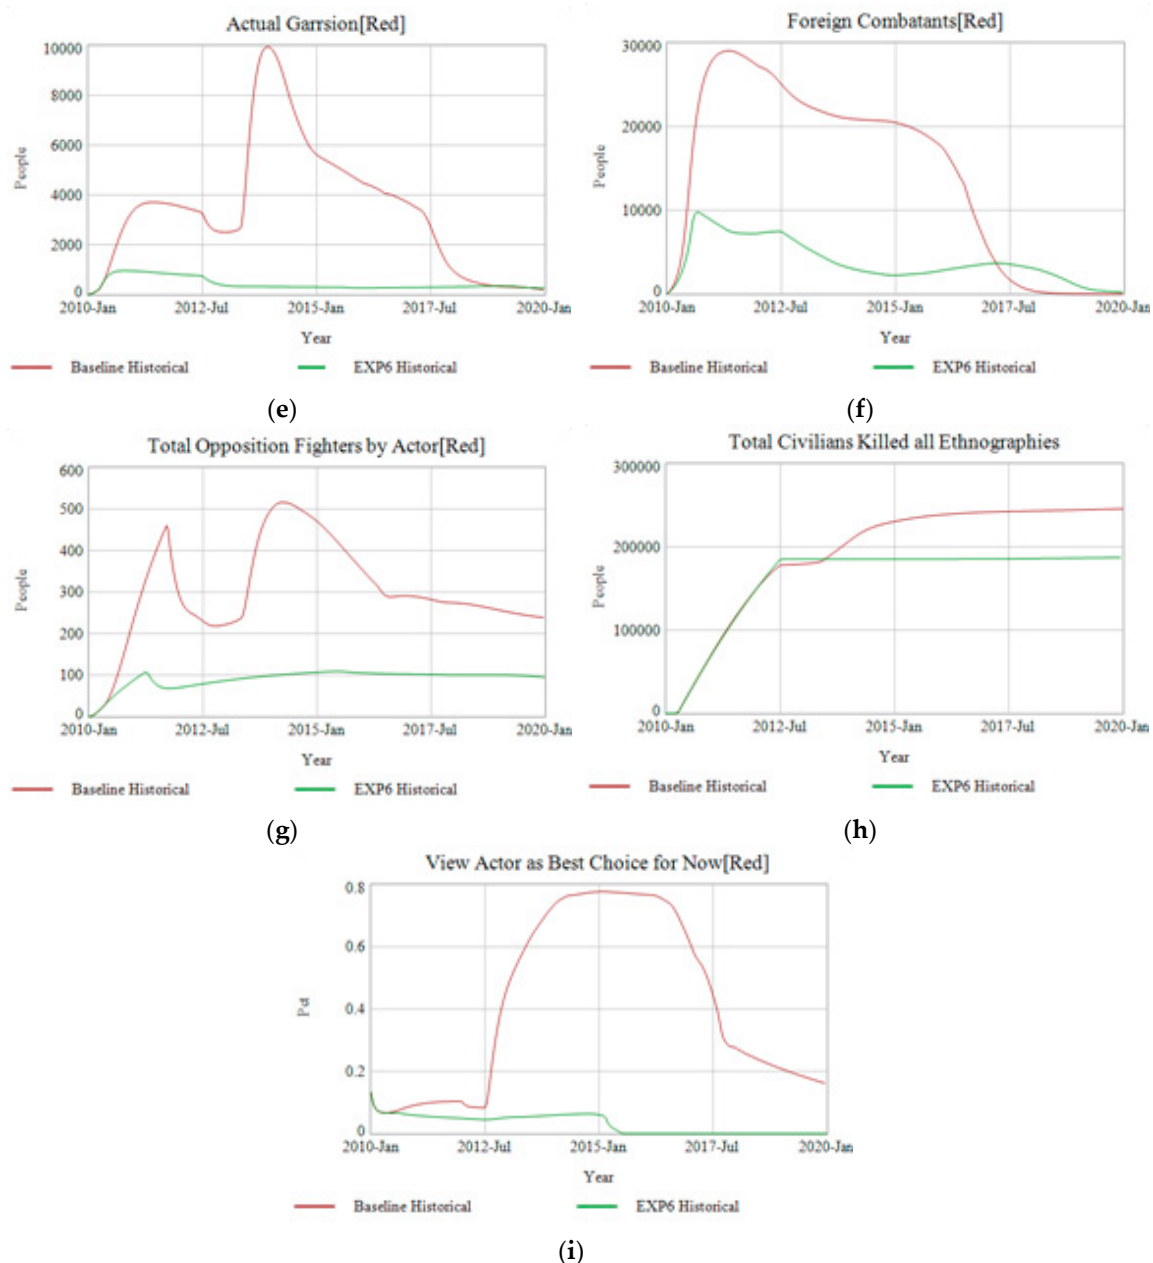 Actual Garrsion[Red]
10000
8000
6000
4000
2000
0
People
2010-Jan 2012-Jul 2015-Jan 2017-Jul 2020-Jan
Year
Baseline Historical EXP6 Historical
(e)
Foreign Combatants[Red]
30000
20000
10000
0
People
2010-Jan 2012-Jul 2015-Jan 2017-Jul 2020-Jan
Year
Baseline Historical EXP6 Historical
(f)
Total Opposition Fighters by Actor[Red]
600
500
400
300
200
100
0
People
2010-Jan 2012-Jul 2015-Jan 2017-Jul 2020-Jan
Year
Baseline Historical EXP6 Historical
(g)
Total Civilians Killed all Ethnographies
300000
200000
100000
0
People
2010-Jan 2012-Jul 2015-Jan 2017-Jul 2020-Jan
Year
Baseline Historical EXP6 Historical
(h)
View Actor as Best Choice for Now[Red]
0.8
0.6
0.4
0.2
0
Pct
2010-Jan 2012-Jul 2015-Jan 2017-Jul 2020-Jan
Year
Baseline Historical EXP6 Historical
(i)